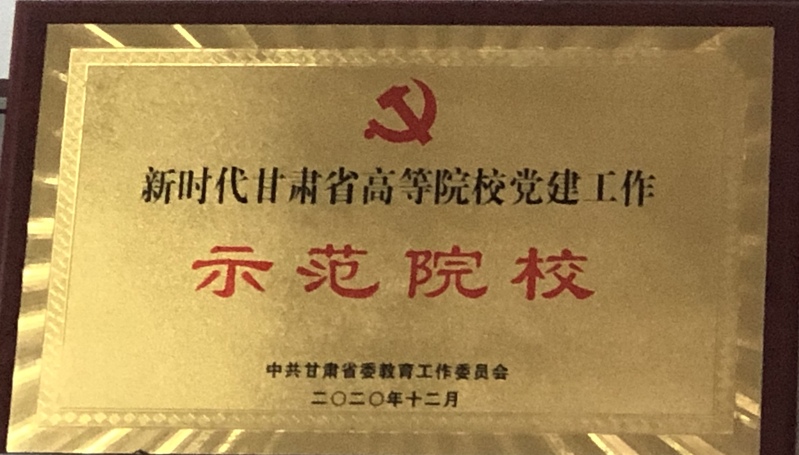 新时代甘肃省高等院校党建工作
示范院校
中共甘肃省委教育工作委员会
二〇二〇年十二月